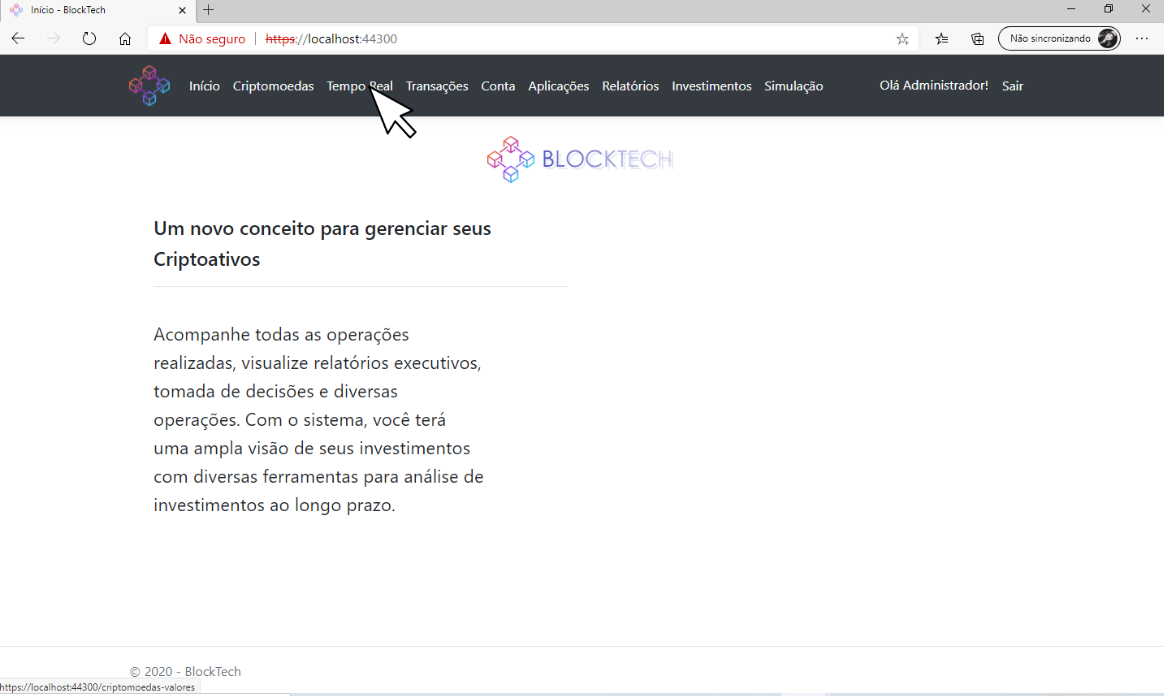 Início - BlockTech
Não seguro | https://localhost:44300
Não sincronizando
Início Criptomoedas Tempo Real Transações Conta Aplicações Relatórios Investimentos Simulação Olá Administrador! Sair
BLOCKTECH
Um novo conceito para gerenciar seus
Criptoativos
Acompanhe todas as operações
realizadas, visualize relatórios executivos,
tomada de decisões e diversas
operações. Com o sistema, você terá
uma ampla visão de seus investimentos
com diversas ferramentas para análise de
investimentos ao longo prazo.
© 2020 - BlockTech
https://localhost:44300/criptomoedas-valores